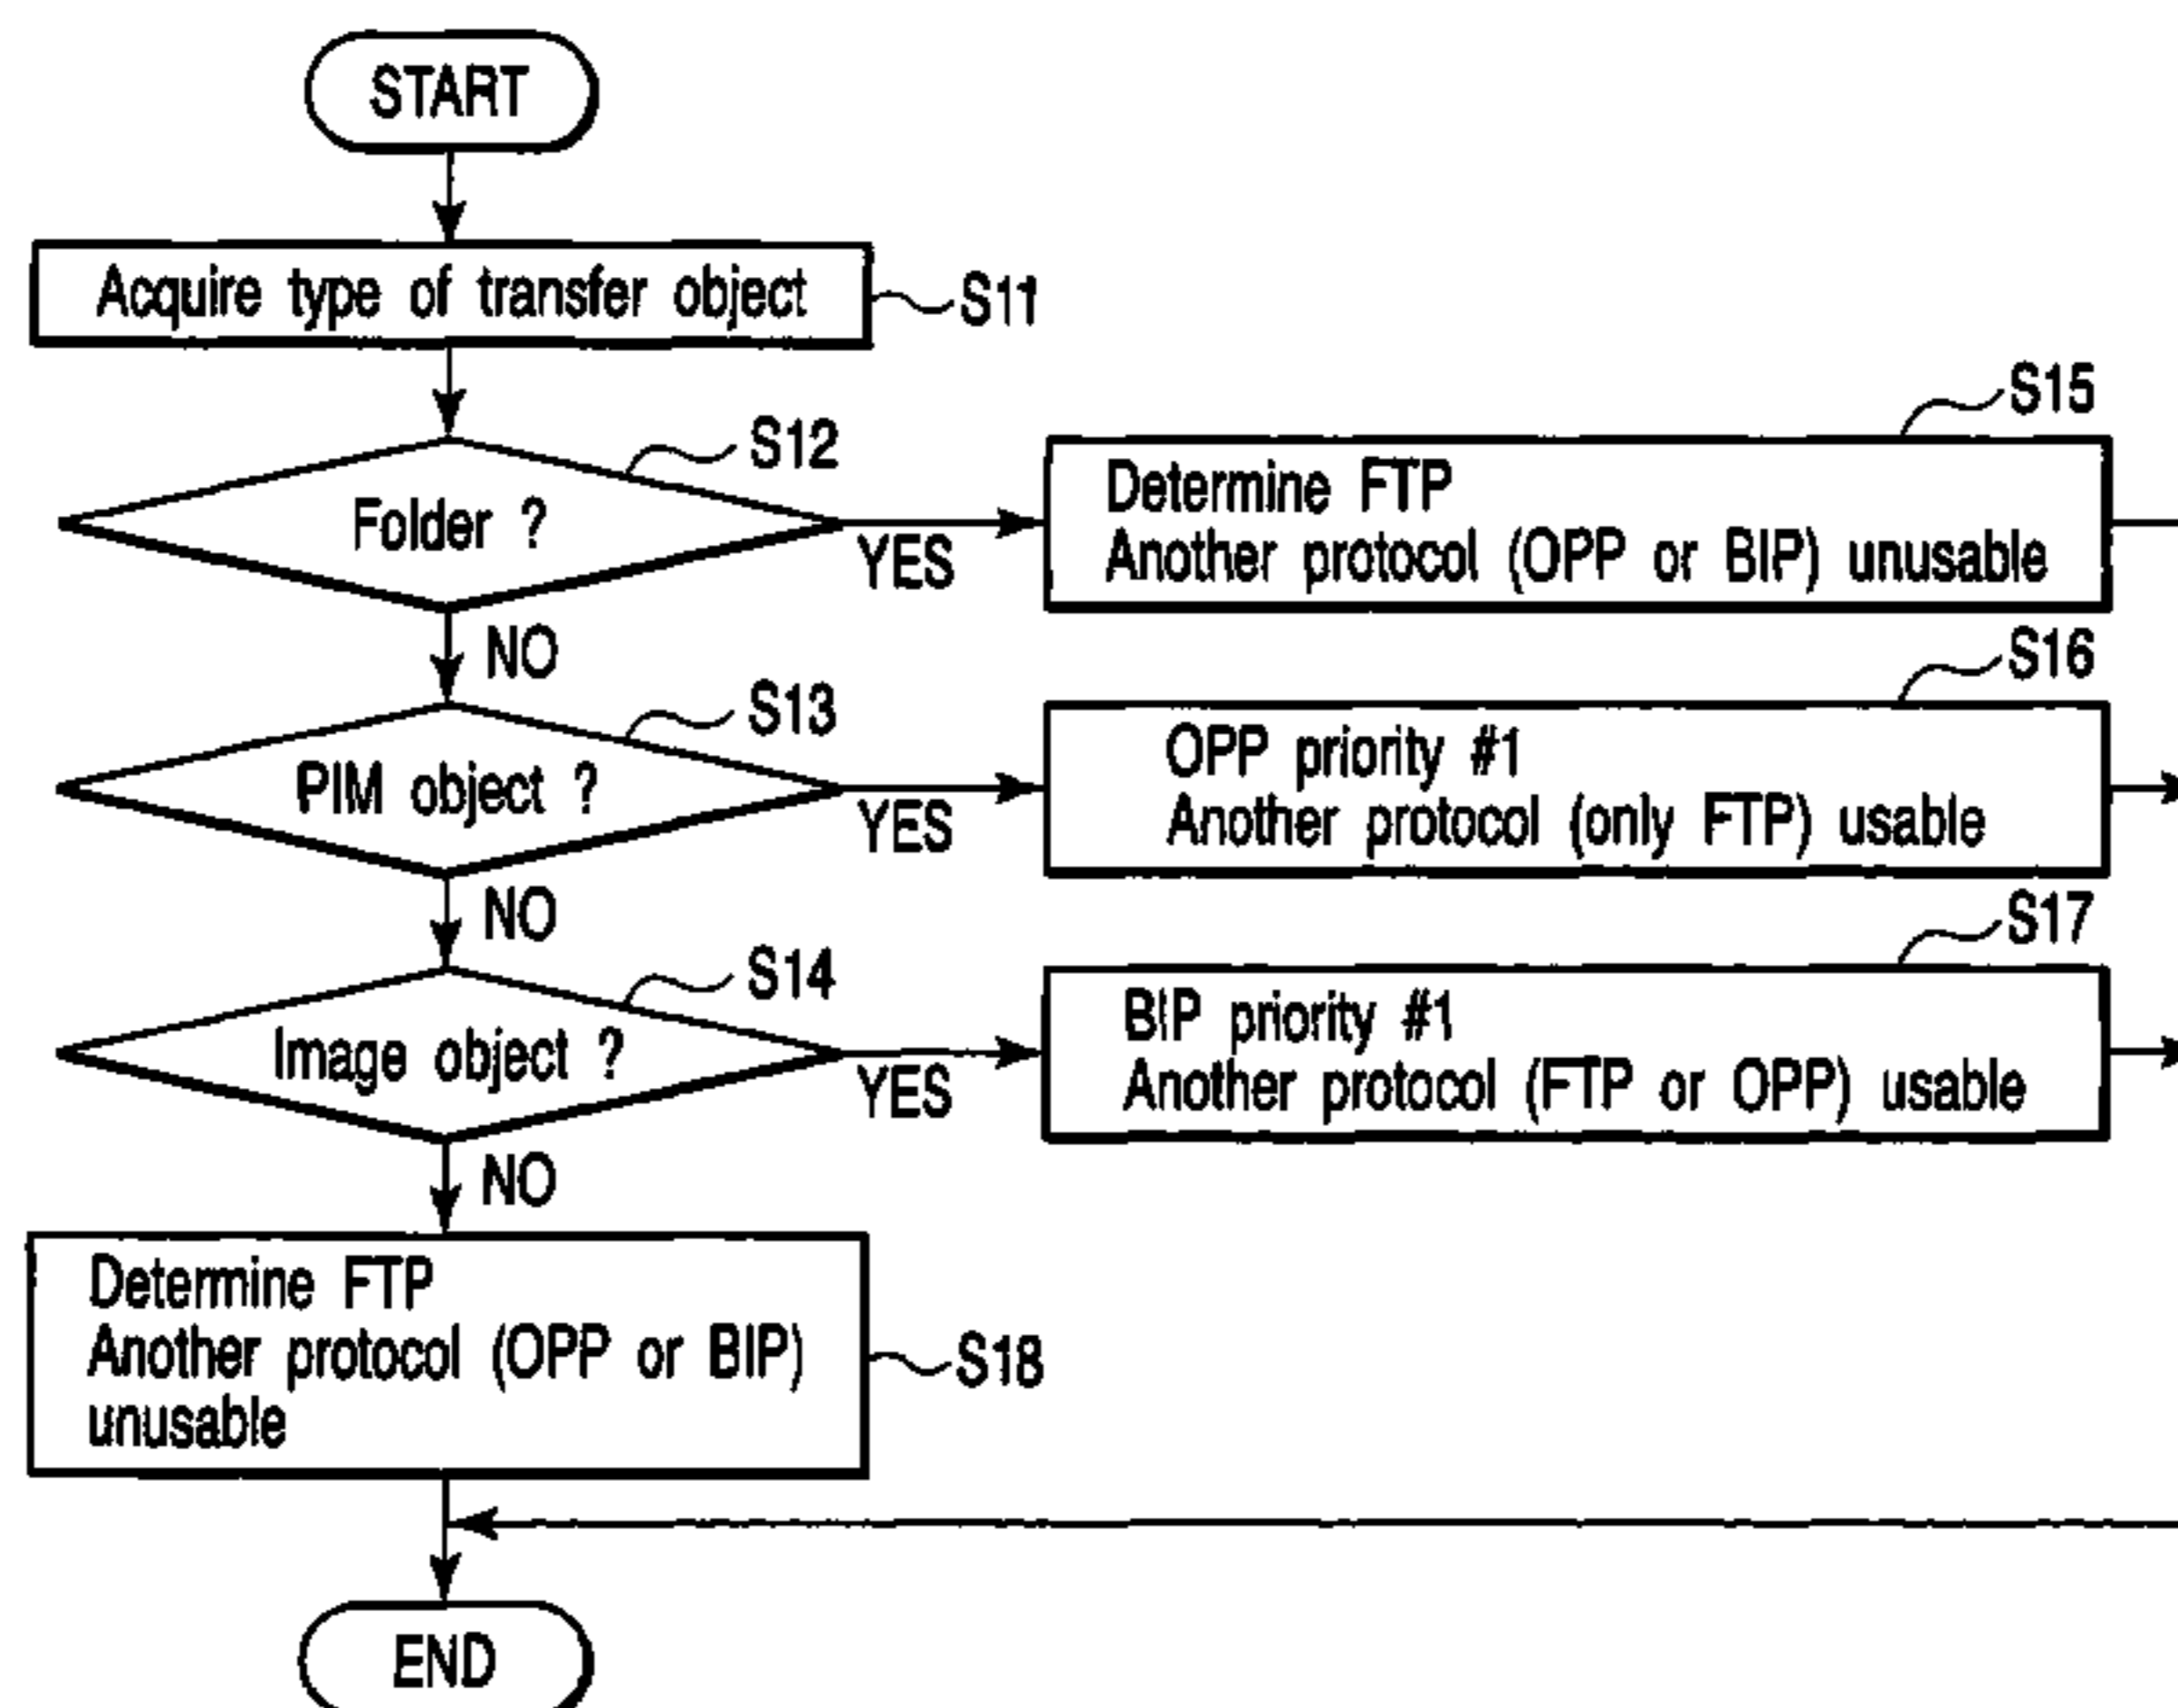 START
Acquire type of transfer object
S11
S12
Folder ?
YES
NO
S15
Determine FTP
Another protocol (OPP or BIP) unusable
S13
PIM object ?
YES
NO
S16
OPP priority #1
Another protocol (only FTP) usable
S14
Image object ?
YES
NO
S17
BIP priority #1
Another protocol (FTP or OPP) usable
Determine FTP
Another protocol (OPP or BIP)
unusable
S18
END